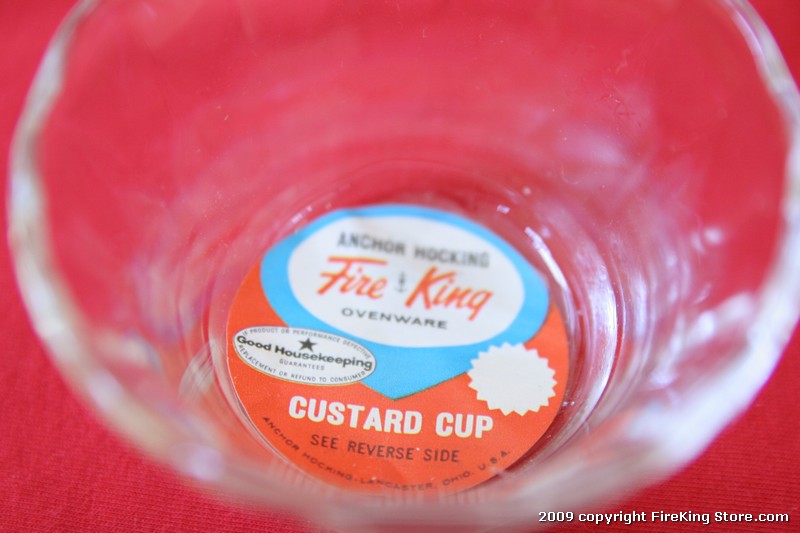 ANCHOR HOCKING
Fire King
OVENWARE
IF PRODUCT OR PERFORMANCE DEFECTIVE
Good Housekeeping
GUARANTEES
REPLACEMENT OR REFUND TO CONSUMER
CUSTARD CUP
SEE REVERSE SIDE
ANCHOR HOCKING-LANCASTER, OHIO, U.S.A.
2009 copyright FireKing Store.com